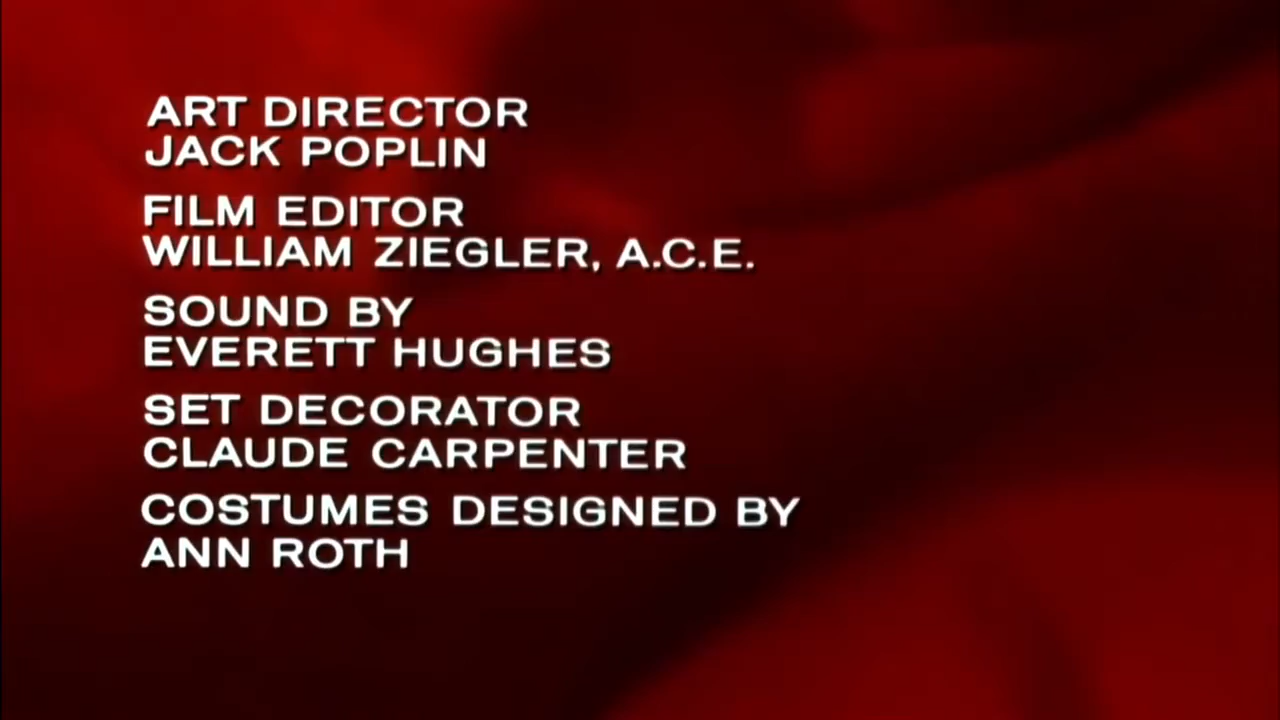 ART DIRECTOR
JACK POPLIN
FILM EDITOR
WILLIAM ZIEGLER, A.C.E.
SOUND BY
EVERETT HUGHES
SET DECORATOR
CLAUDE CARPENTER
COSTUMES DESIGNED BY
ANN ROTH